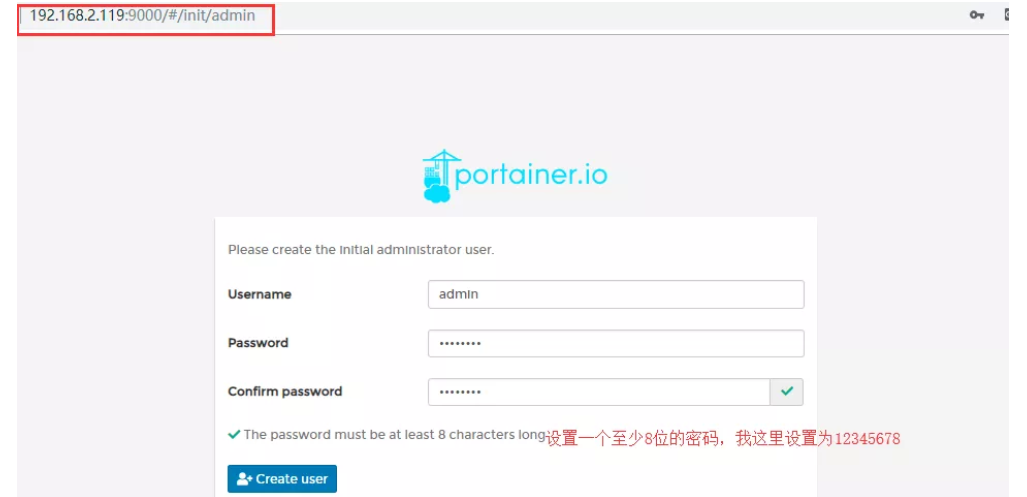 192.168.2.119:9000/#/init/admin
portainer.io
Please create the initial administrator user.
Username
admin
Password
••••••••
Confirm password
••••••••
The password must be at least 8 characters long 设置一个至少8位的密码，我这里设置为12345678
Create user